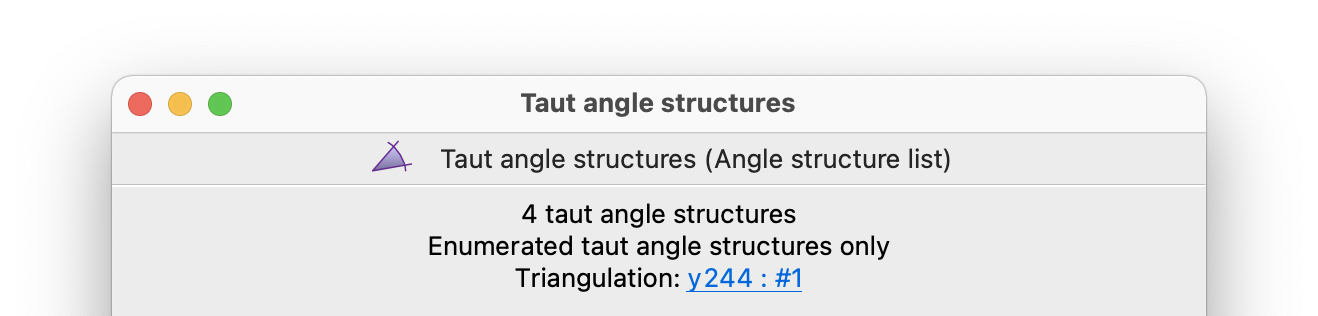 Taut angle structures
Taut angle structures (Angle structure list)
4 taut angle structures
Enumerated taut angle structures only
Triangulation: y244 : #1